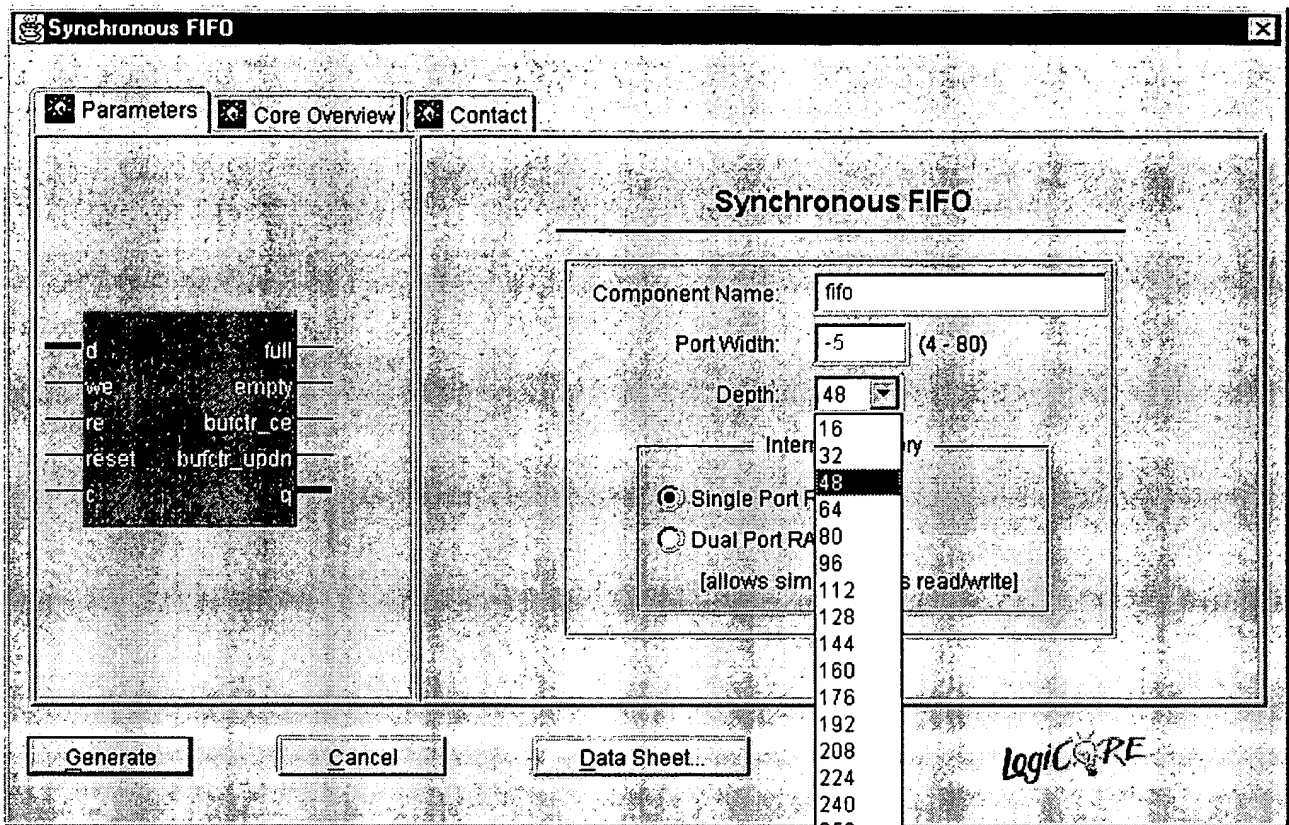 Synchronous FIFO
Parameters
Core Overview
Contact
d
we
re
reset
c
full
empty
bufctr_ce
bufctr_updn
q
Synchronous FIFO
Component Name: fifo
Port Width: -5 (4 - 80)
Depth: 48
16
32
48
64
80
96
112
128
144
160
176
192
208
224
240
Single Port
Dual Port
[allows
read/write]
Generate
Cancel
Data Sheet...
LogiCORE